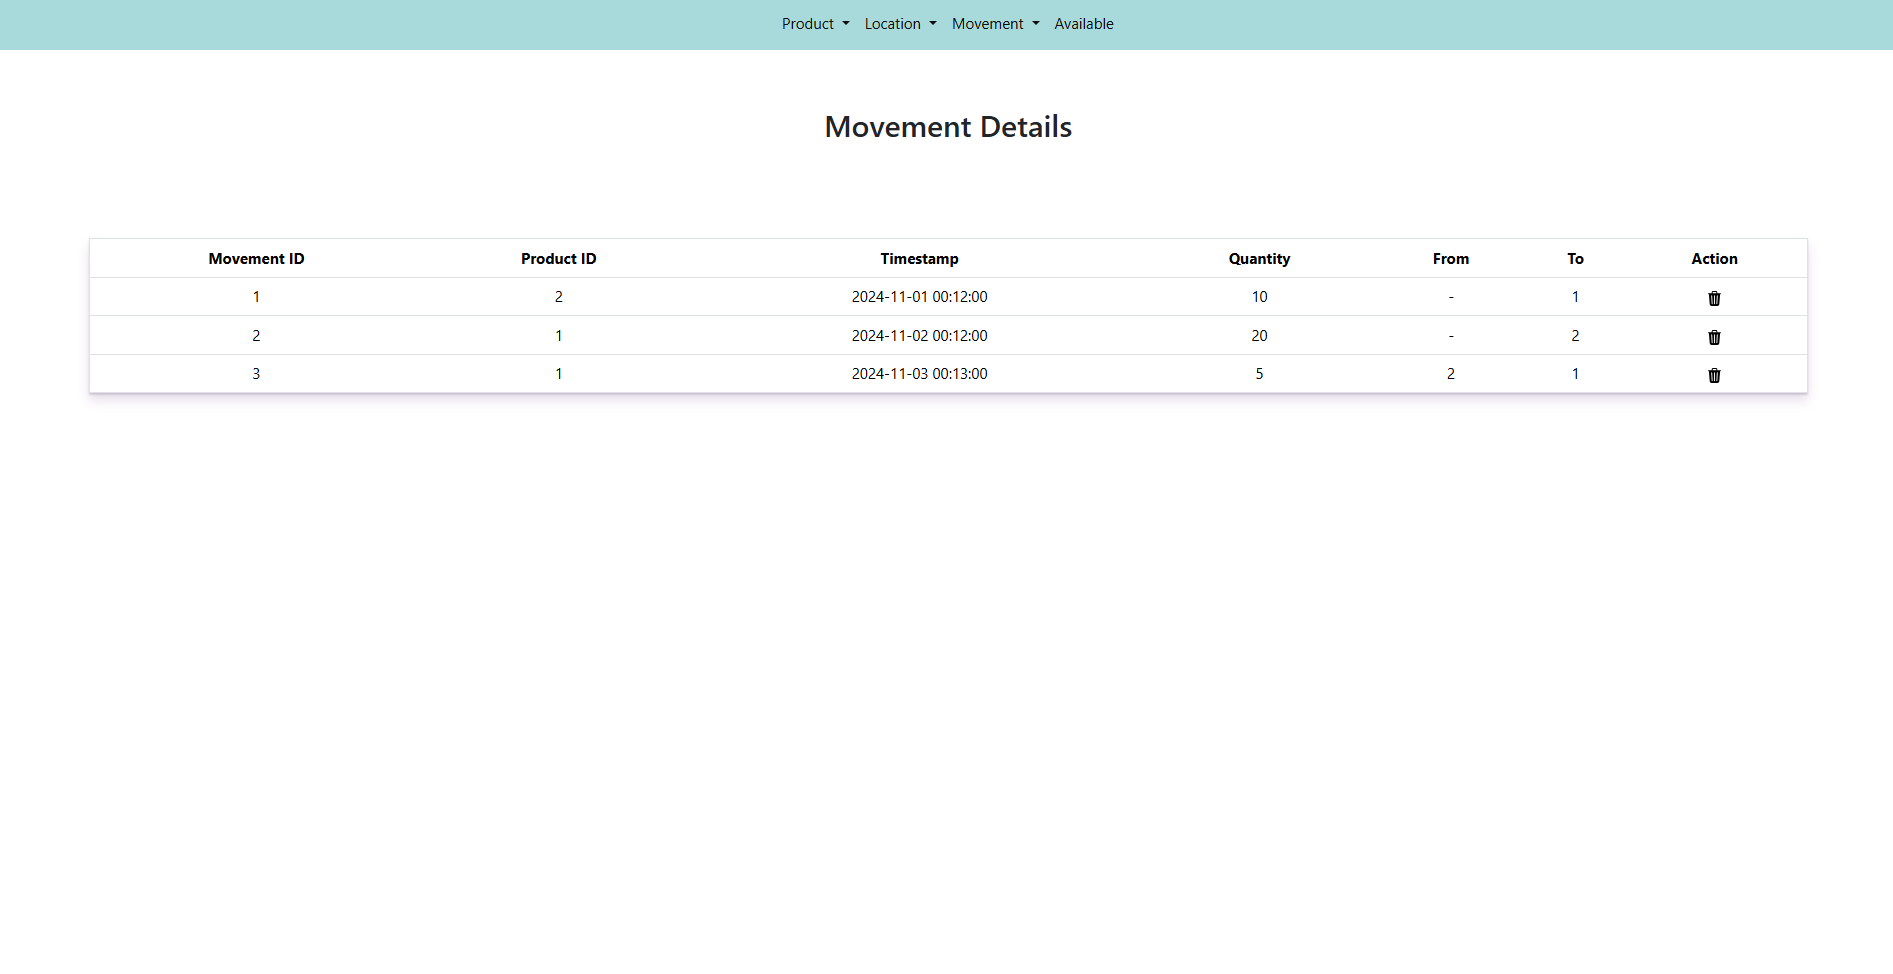 Product Location Movement Available
Movement Details
Movement ID Product ID Timestamp Quantity From To Action
1 2 2024-11-01 00:12:00 10 - 1
2 1 2024-11-02 00:12:00 20 - 2
3 1 2024-11-03 00:13:00 5 2 1